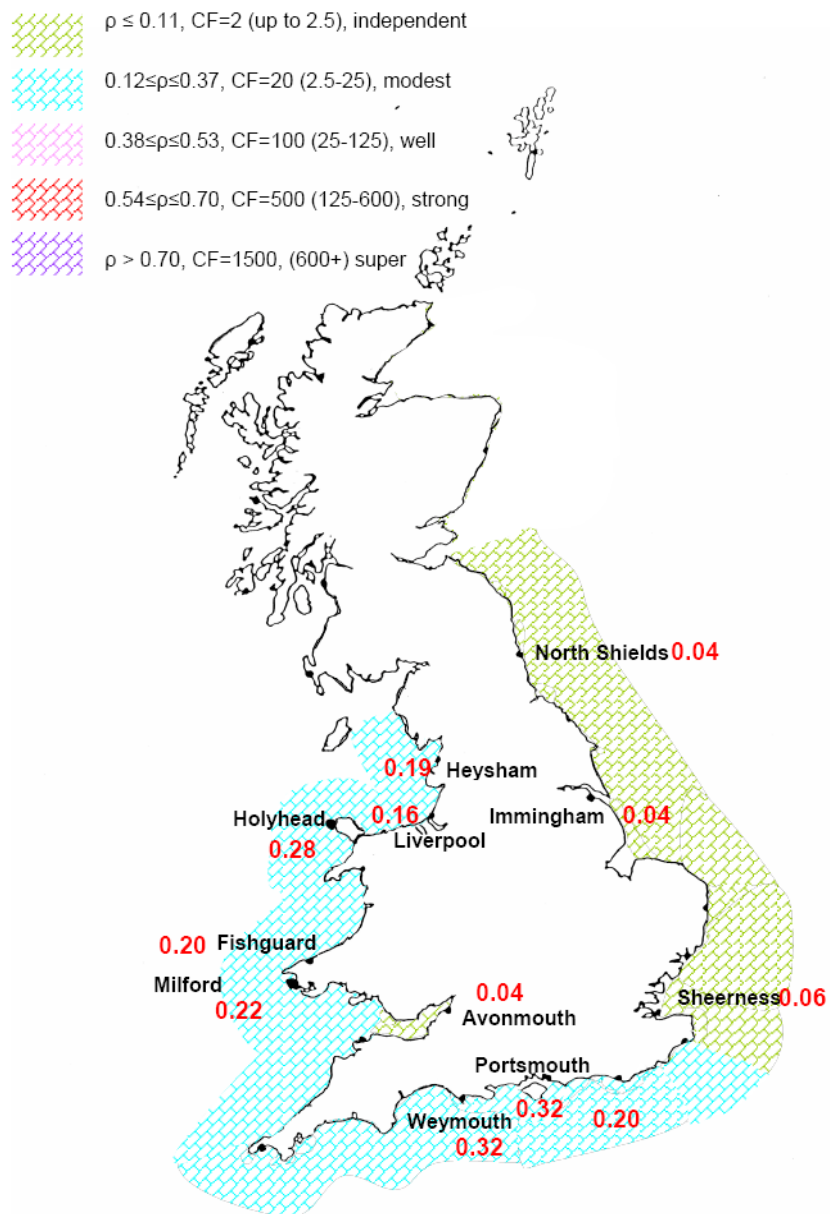 ρ ≤ 0.11, CF=2 (up to 2.5), independent
0.12≤ρ≤0.37, CF=20 (2.5-25), modest
0.38≤ρ≤0.53, CF=100 (25-125), well
0.54≤ρ≤0.70, CF=500 (125-600), strong
ρ > 0.70, CF=1500, (600+) super
North Shields 0.04
0.19 Heysham
Holyhead 0.16 Immingham 0.04
Liverpool
0.28
0.20 Fishguard
Milford 0.04 Sheerness 0.06
0.22 Avonmouth
Portsmouth
0.32
Weymouth 0.20
0.32